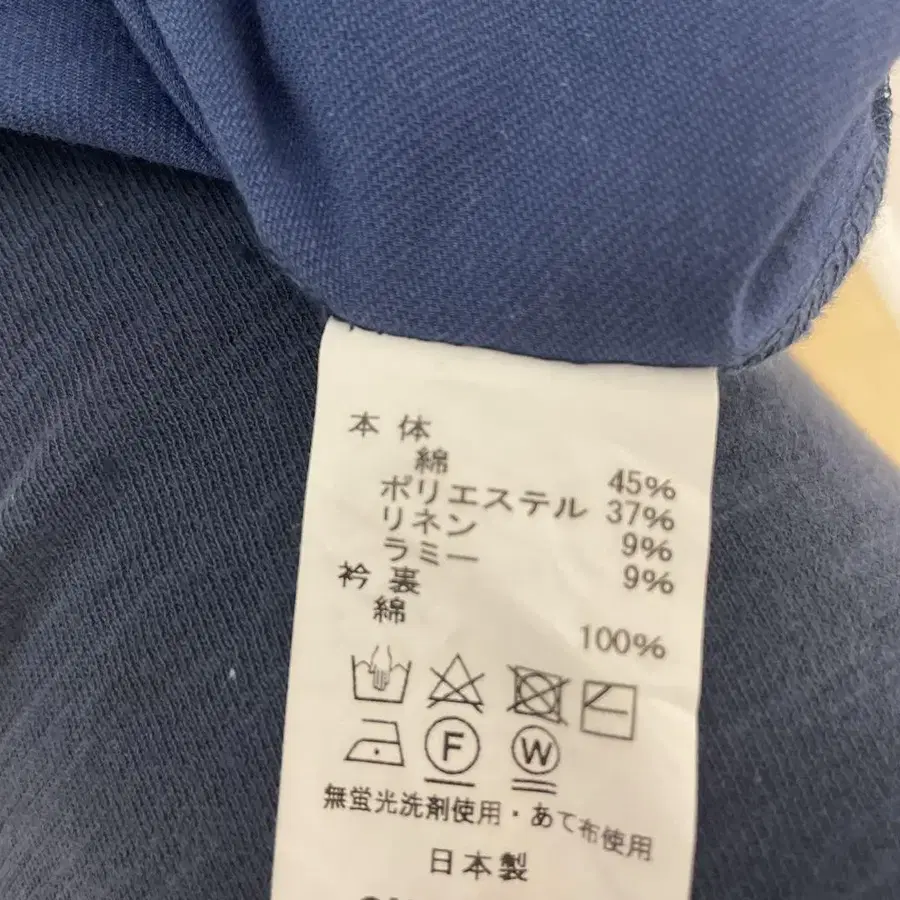 本体
綿 45%
ポリエステル 37%
リネン 9%
ラミー 9%
衿裏
綿 100%
F W
無蛍光洗剤使用・あて布使用
日本製